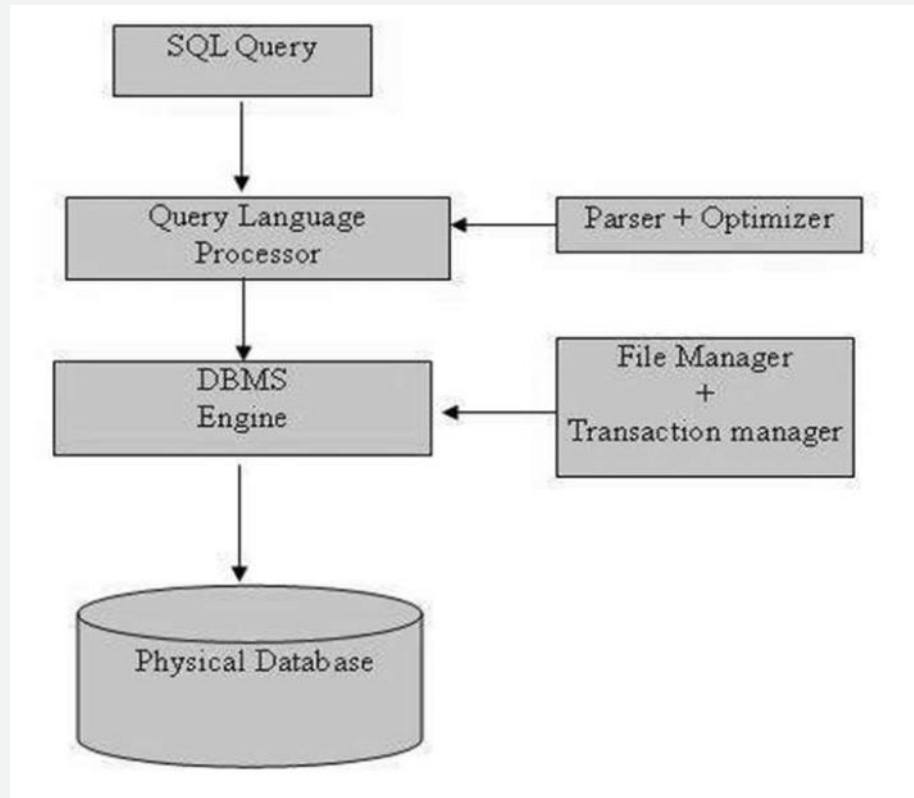 SQL Query
Query Language
Processor
Parser + Optimizer
DBMS
Engine
File Manager
+
Transaction manager
Physical Database